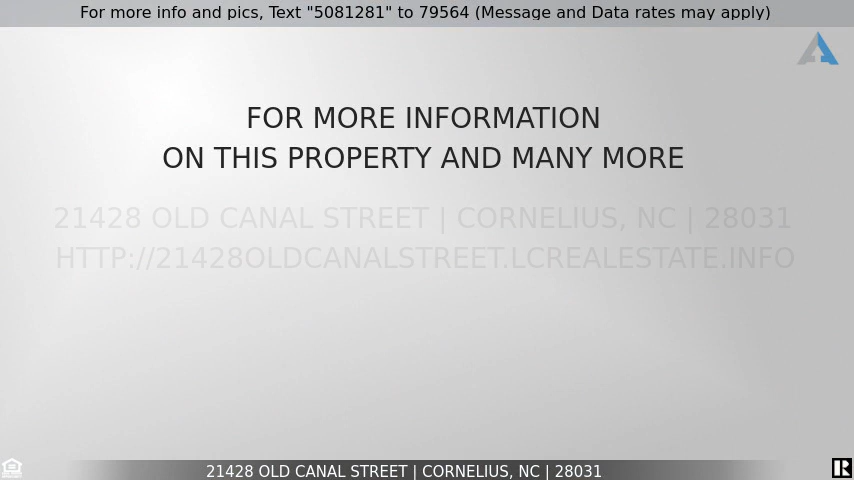 For more info and pics, Text "5081281" to 79564 (Message and Data rates may apply)
FOR MORE INFORMATION
ON THIS PROPERTY AND MANY MORE
21428 OLD CANAL STREET | CORNELIUS, NC | 28031
HTTP://21428OLDCANALSTREET.LCREALESTATE.INFO
21428 OLD CANAL STREET | CORNELIUS, NC | 28031